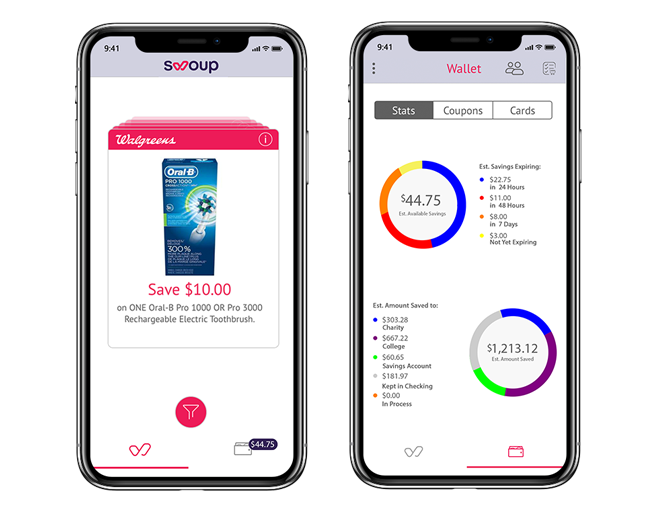 9:41
swoup
Walgreens
i
Oral-B
PRO 1000
300%
Save $10.00
on ONE Oral-B Pro 1000 OR Pro 3000
Rechargeable Electric Toothbrush.
$44.75
9:41
Wallet
Stats Coupons Cards
$44.75
Est. Available Savings
Est. Savings Expiring:
$22.75
in 24 Hours
$11.00
in 48 Hours
$8.00
in 7 Days
$3.00
Not Yet Expiring
Est. Amount Saved to:
$303.28
Charity
$667.22
College
$60.65
Savings Account
$181.97
Kept in Checking
$0.00
In Process
$1,213.12
Est. Amount Saved